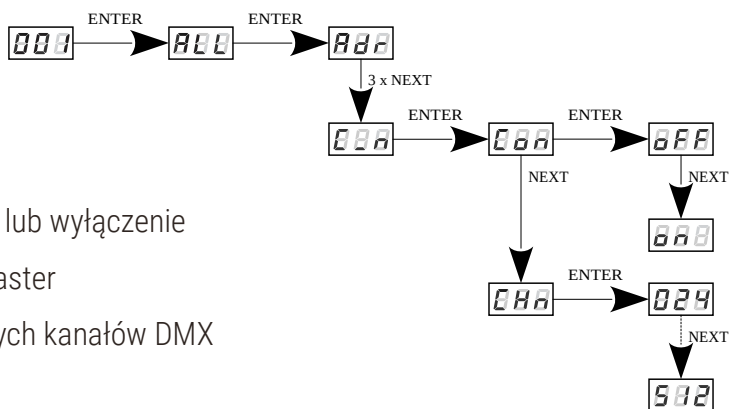 ENTER ENTER
001 ALL Adr
3 x NEXT
ENTER ENTER
C_n Con oFF
NEXT NEXT
lub wyłączenie
on
aster
ENTER
CHn 024
ych kanałów DMX
NEXT
512